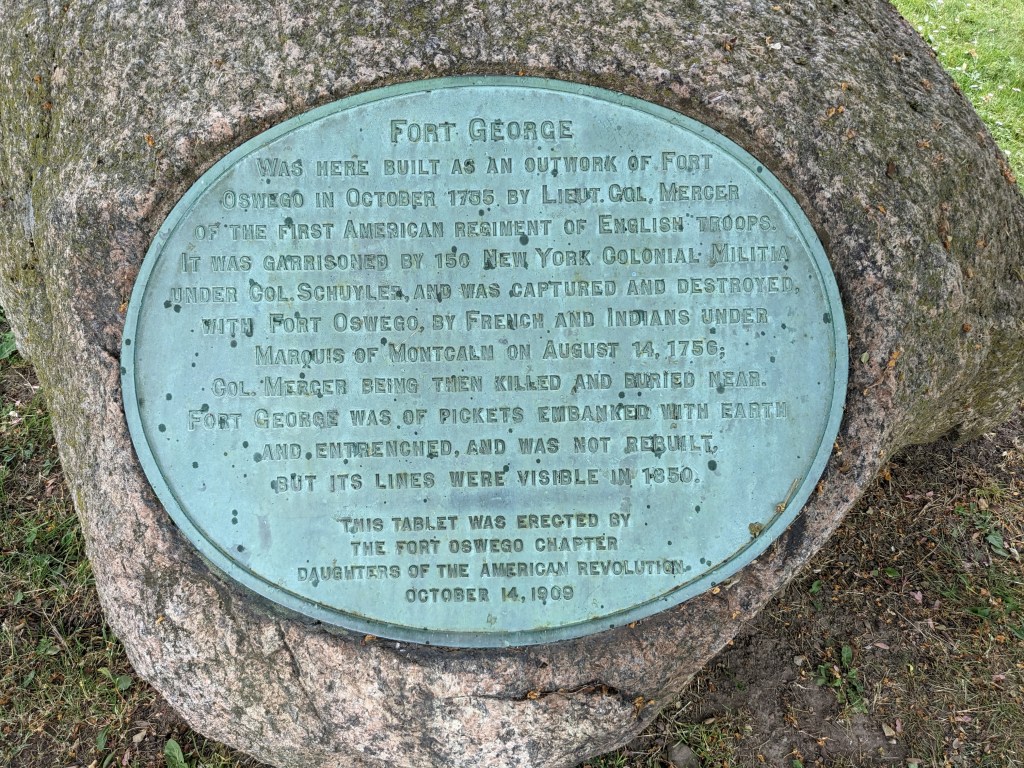 FORT GEORGE
WAS HERE BUILT AS AN OUTWORK OF FORT
OSWEGO IN OCTOBER 1755, BY LIEUT. COL. MERCER
OF THE FIRST AMERICAN REGIMENT OF ENGLISH TROOPS.
IT WAS GARRISONED BY 150 NEW YORK COLONIAL MILITIA
UNDER COL. SCHUYLER, AND WAS CAPTURED AND DESTROYED,
WITH FORT OSWEGO, BY FRENCH AND INDIANS UNDER
MARQUIS OF MONTCALM ON AUGUST 14, 1756;
COL. MERCER BEING THEN KILLED AND BURIED NEAR.
FORT GEORGE WAS OF PICKETS EMBANKED WITH EARTH
AND ENTRENCHED, AND WAS NOT REBUILT,
BUT ITS LINES WERE VISIBLE IN 1850.
THIS TABLET WAS ERECTED BY
THE FORT OSWEGO CHAPTER
DAUGHTERS OF THE AMERICAN REVOLUTION.
OCTOBER 14, 1909